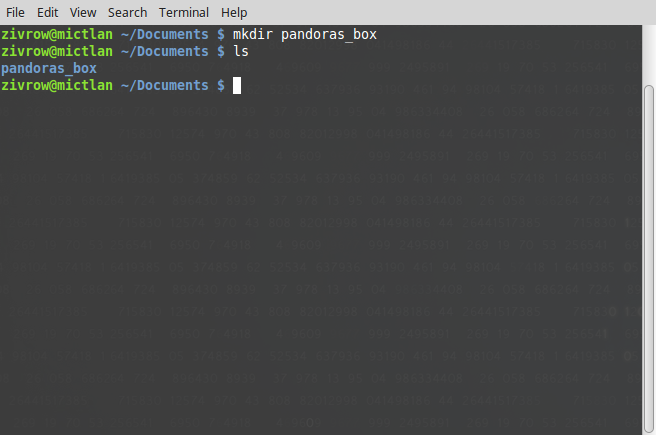 File Edit View Search Terminal Help
zivrow@mictlan ~/Documents $ mkdir pandoras_box
zivrow@mictlan ~/Documents $ ls
pandoras_box
zivrow@mictlan ~/Documents $